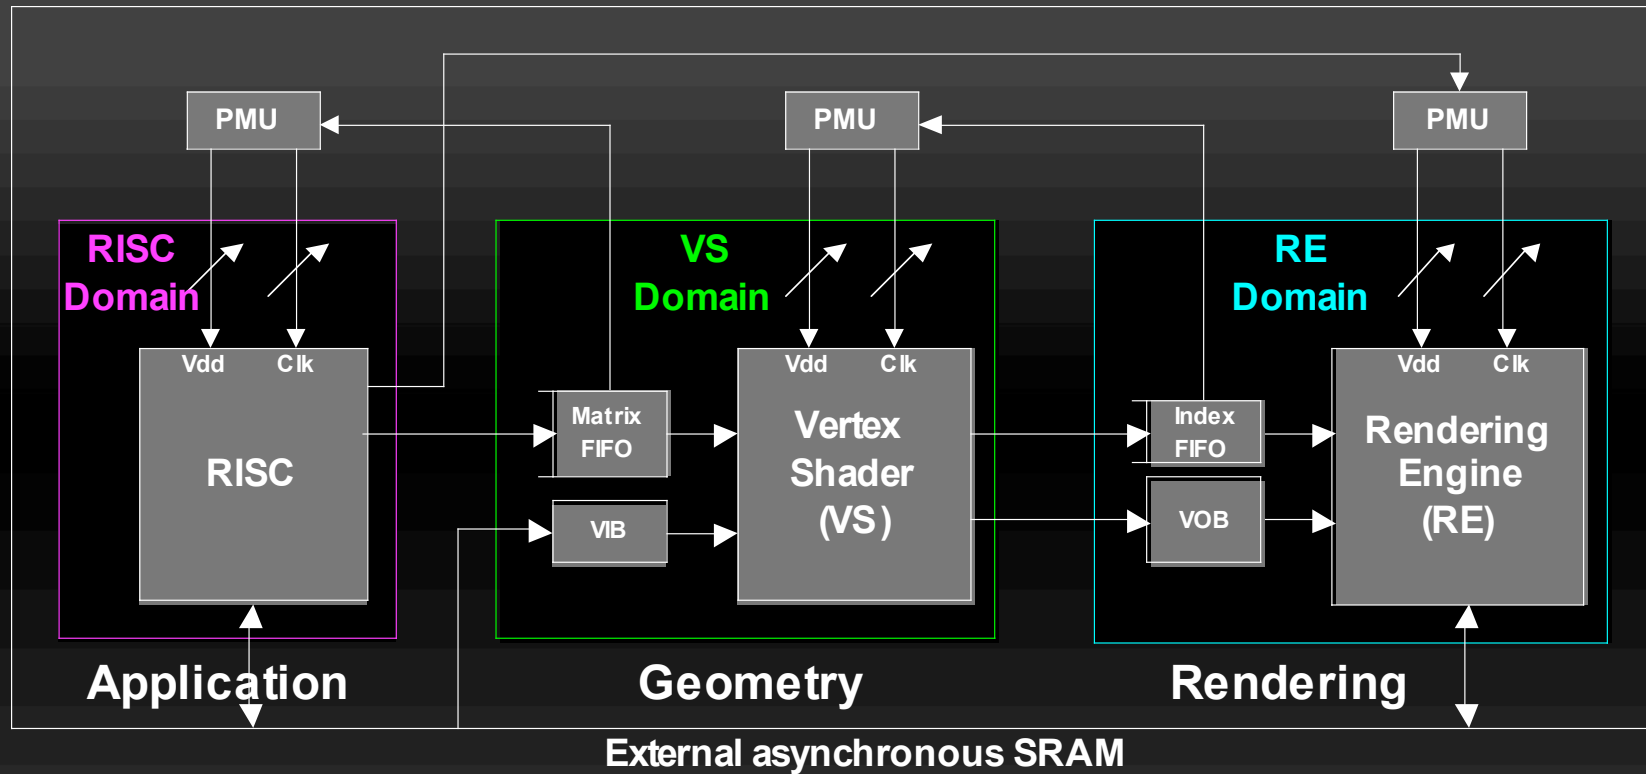 PMU
PMU
PMU
RISC
Domain
VS
Domain
RE
Domain
Vdd
Clk
Vdd
Clk
Vdd
Clk
RISC
Matrix
FIFO
VIB
Vertex
Shader
(VS)
Index
FIFO
VOB
Rendering
Engine
(RE)
Application
Geometry
Rendering
External asynchronous SRAM